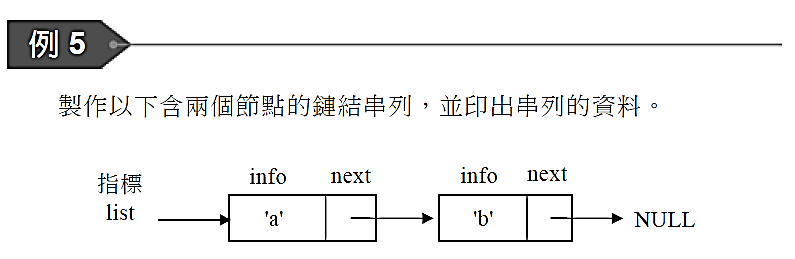 例 5
製作以下含兩個節點的鏈結串列，並印出串列的資料。
info next info next
指標
list 'a' 'b' NULL